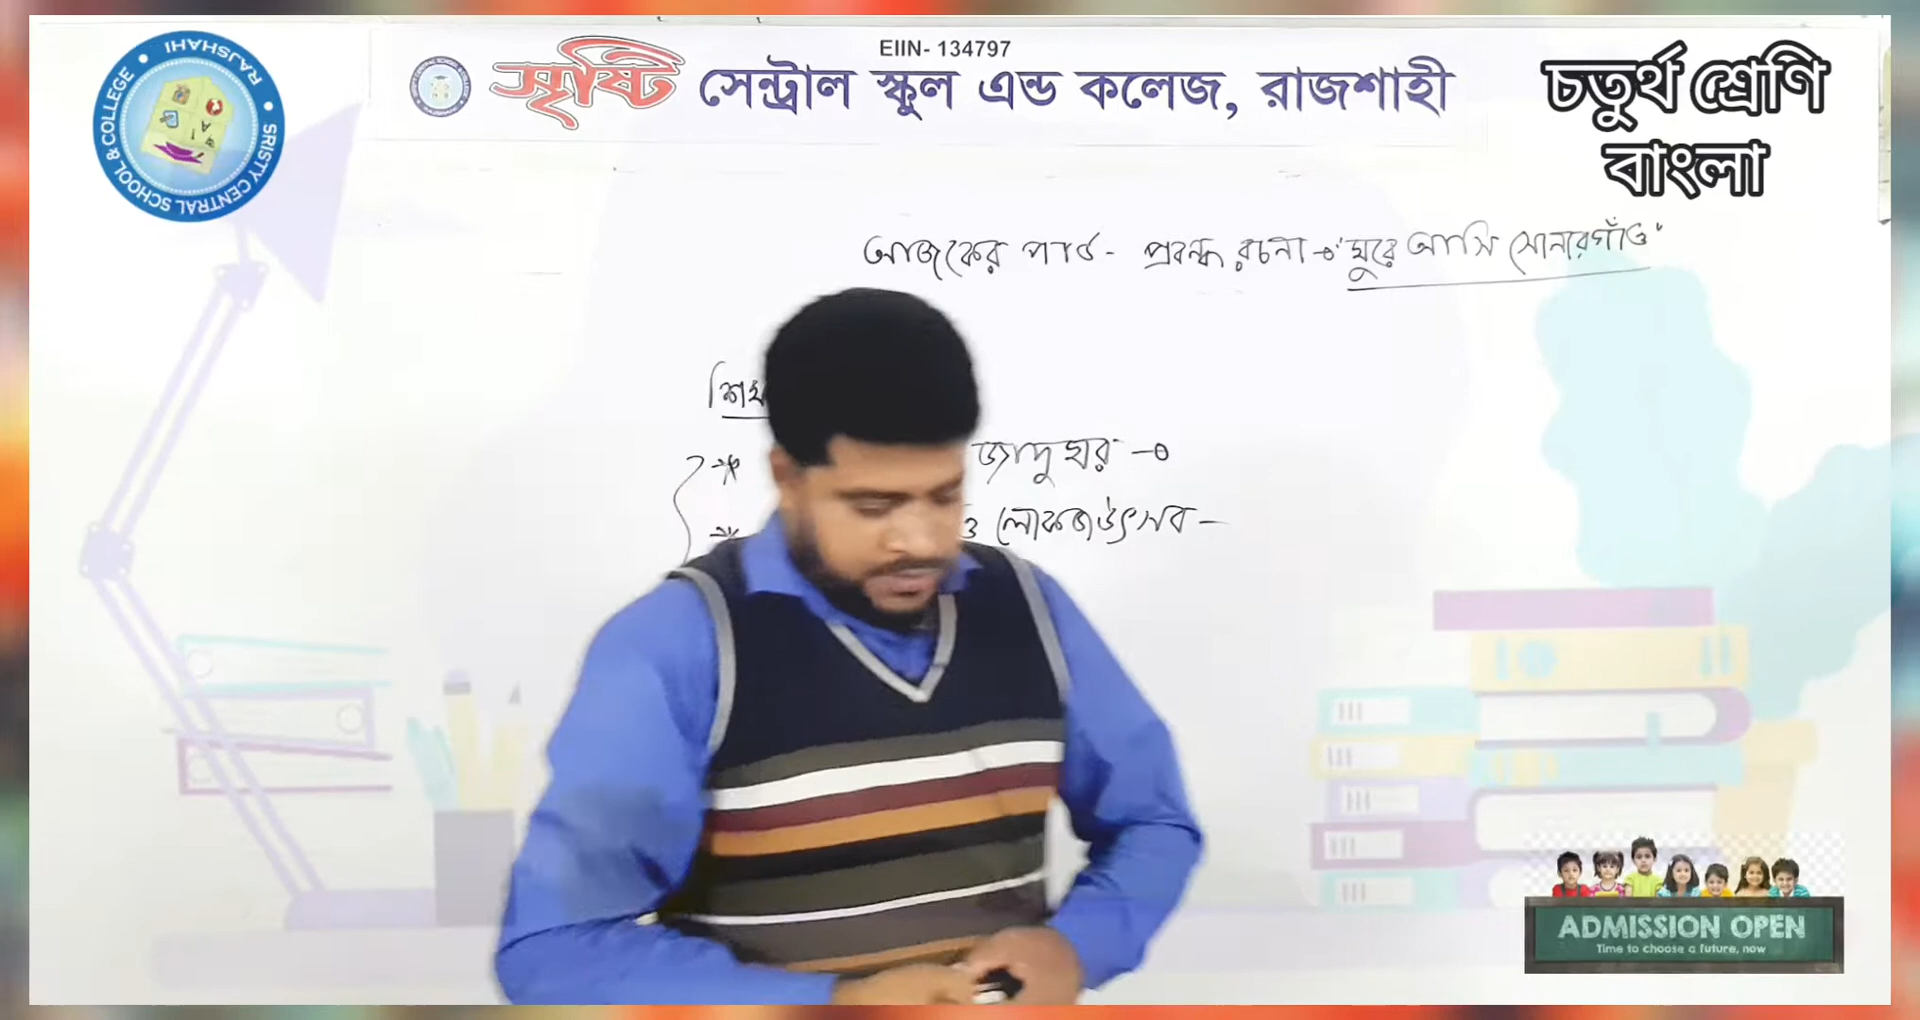 EIIN- 134797
সৃষ্টি সেন্ট্রাল স্কুল এন্ড কলেজ, রাজশাহী
চতুর্থ শ্রেণি
বাংলা
SRISTY CENTRAL SCHOOL & COLLEGE • RAJSHAHI
আজকের পাঠ - প্রবন্ধ রচনা → 'ঘুরে আসি সোনারগাঁও'
শিখ
* জাদুঘর →
* ও লোকজ উৎসব -
ADMISSION OPEN
Time to choose a future, now